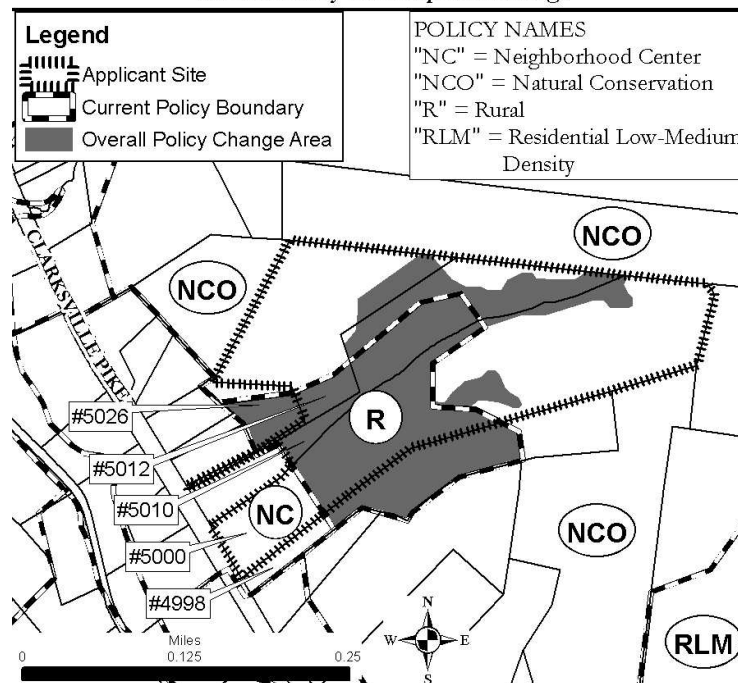 Legend
Applicant Site
Current Policy Boundary
Overall Policy Change Area
POLICY NAMES
"NC" = Neighborhood Center
"NCO" = Natural Conservation
"R" = Rural
"RLM" = Residential Low-Medium
Density
NCO
NCO
CLARKSVILLE PIKE
#5026
R
#5012
#5010
NC
#5000
NCO
#4998
N
W E
S
RLM
Miles
0 0.125 0.25